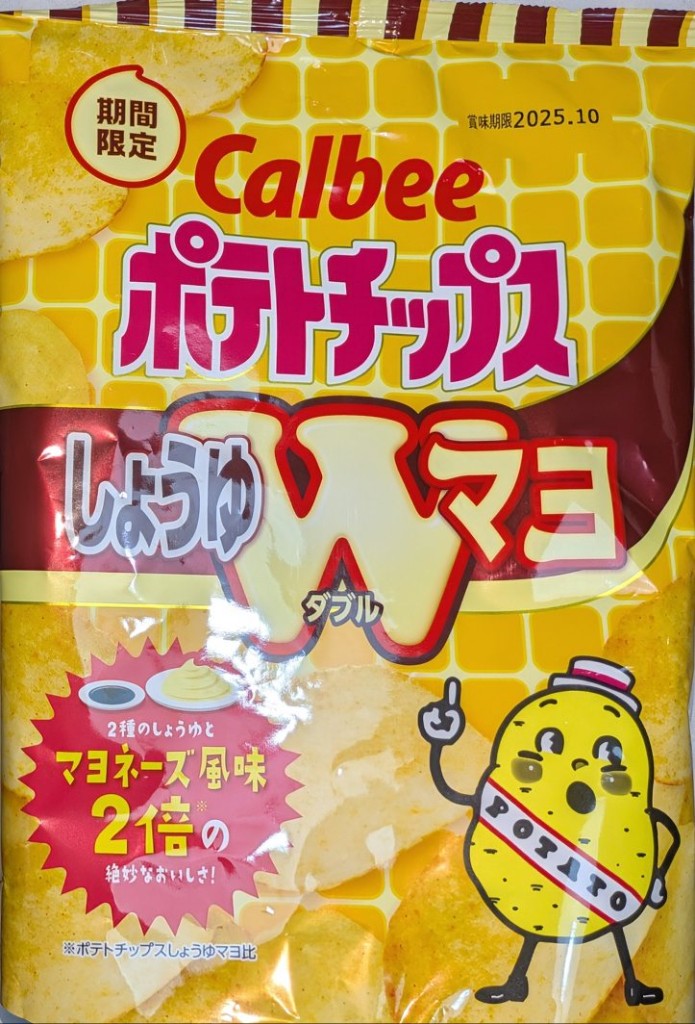 期間
限定
賞味期限2025.10
Calbee
ポテトチップス
しょうゆWマヨ
ダブル
2種のしょうゆと
マヨネーズ風味
2倍※の
絶妙なおいしさ!
POTATO
※ポテトチップスしょうゆマヨ比